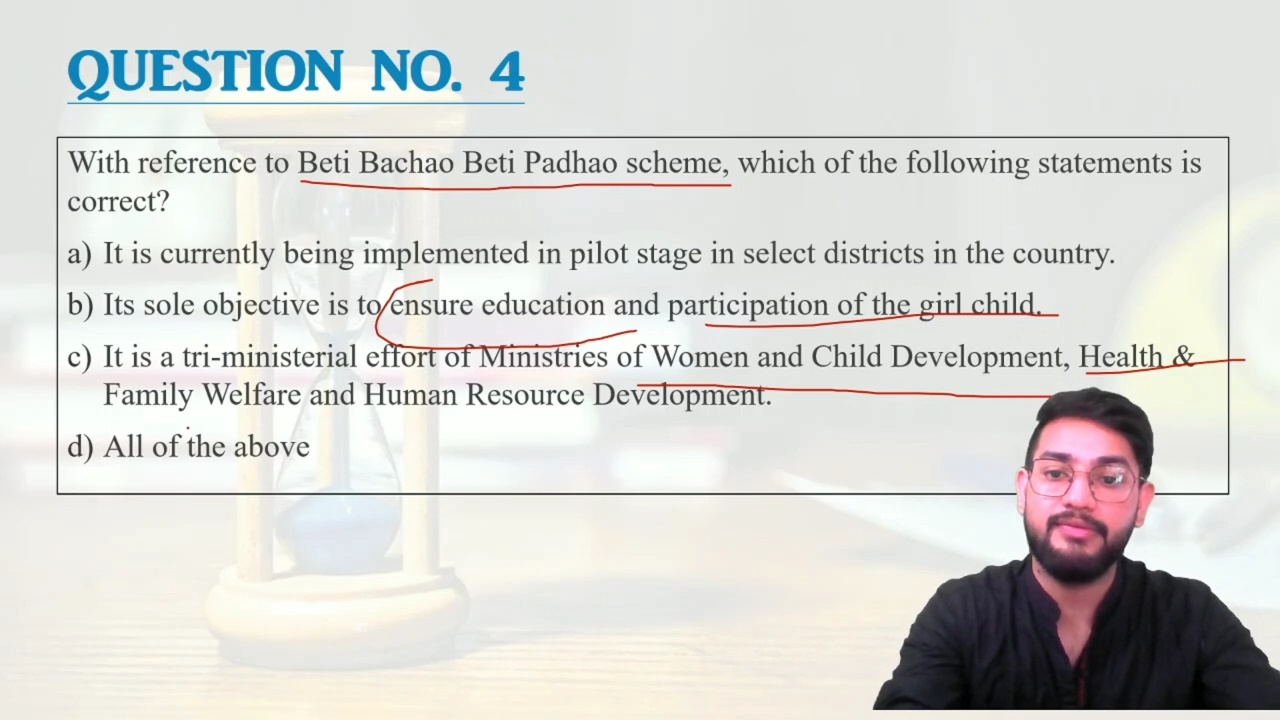 QUESTION NO. 4
With reference to Beti Bachao Beti Padhao scheme, which of the following statements is
correct?
a) It is currently being implemented in pilot stage in select districts in the country.
b) Its sole objective is to ensure education and participation of the girl child.
c) It is a tri-ministerial effort of Ministries of Women and Child Development, Health &
Family Welfare and Human Resource Development.
d) All of the above